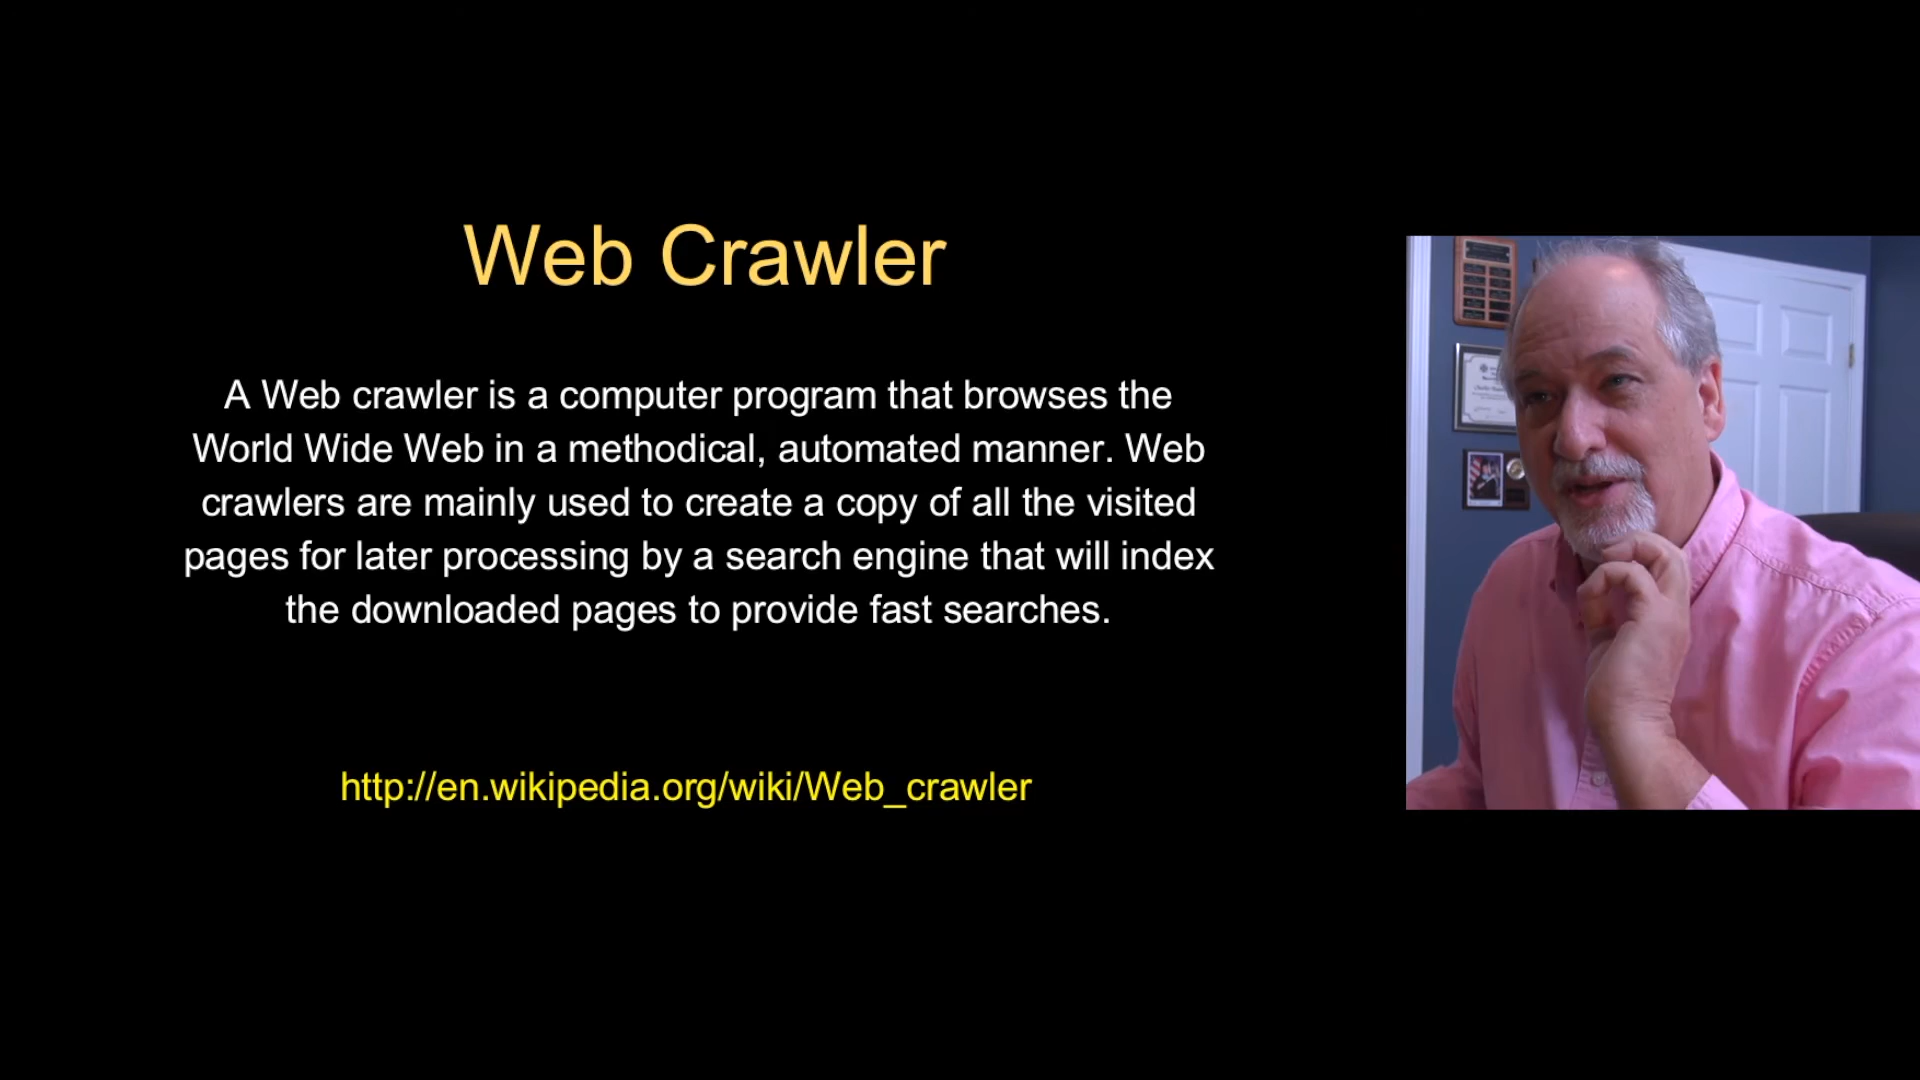 Web Crawler
A Web crawler is a computer program that browses the
World Wide Web in a methodical, automated manner. Web
crawlers are mainly used to create a copy of all the visited
pages for later processing by a search engine that will index
the downloaded pages to provide fast searches.
http://en.wikipedia.org/wiki/Web_crawler